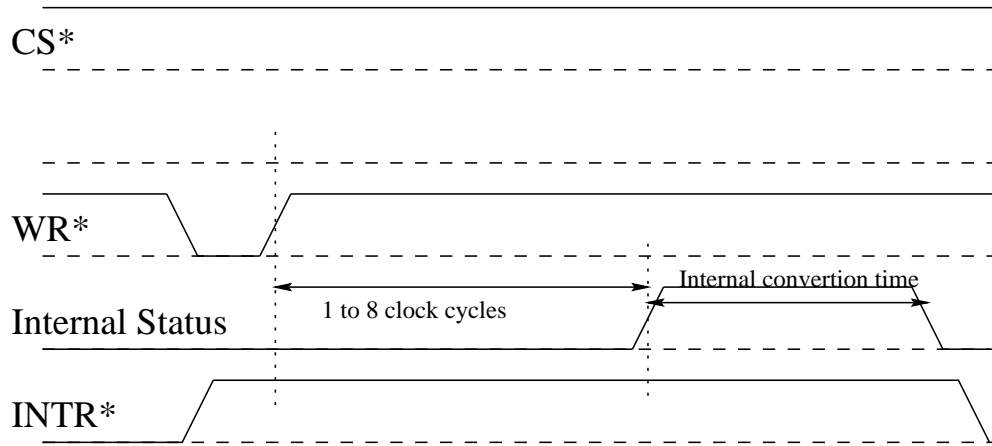 CS*
WR*
Internal convertion time
1 to 8 clock cycles
Internal Status
INTR*